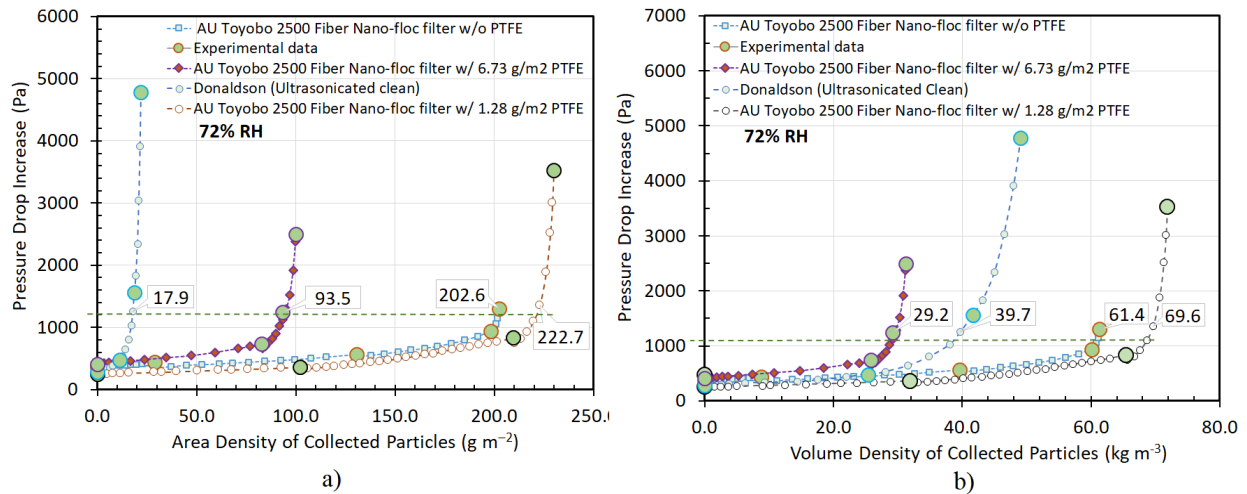 6000
5000
4000
3000
2000
1000
0
Pressure Drop Increase (Pa)
AU Toyobo 2500 Fiber Nano-floc filter w/o PTFE
Experimental data
AU Toyobo 2500 Fiber Nano-floc filter w/ 6.73 g/m2 PTFE
Donaldson (Ultrasonicated clean)
AU Toyobo 2500 Fiber Nano-floc filter w/ 1.28 g/m2 PTFE
72% RH
17.9
93.5
202.6
222.7
0.0 50.0 100.0 150.0 200.0 250.0
Area Density of Collected Particles (g m⁻²)
a)
7000
6000
5000
4000
3000
2000
1000
0
Pressure Drop Increase (Pa)
AU Toyobo 2500 Fiber Nano-floc filter w/o PTFE
Experimental data
AU Toyobo 2500 Fiber Nano-floc filter w/ 6.73 g/m2 PTFE
Donaldson (Ultrasonicated clean)
AU Toyobo 2500 Fiber Nano-floc filter w/ 1.28 g/m2 PTFE
72% RH
29.2
39.7
61.4
69.6
0.0 20.0 40.0 60.0 80.0
Volume Density of Collected Particles (kg m⁻³)
b)